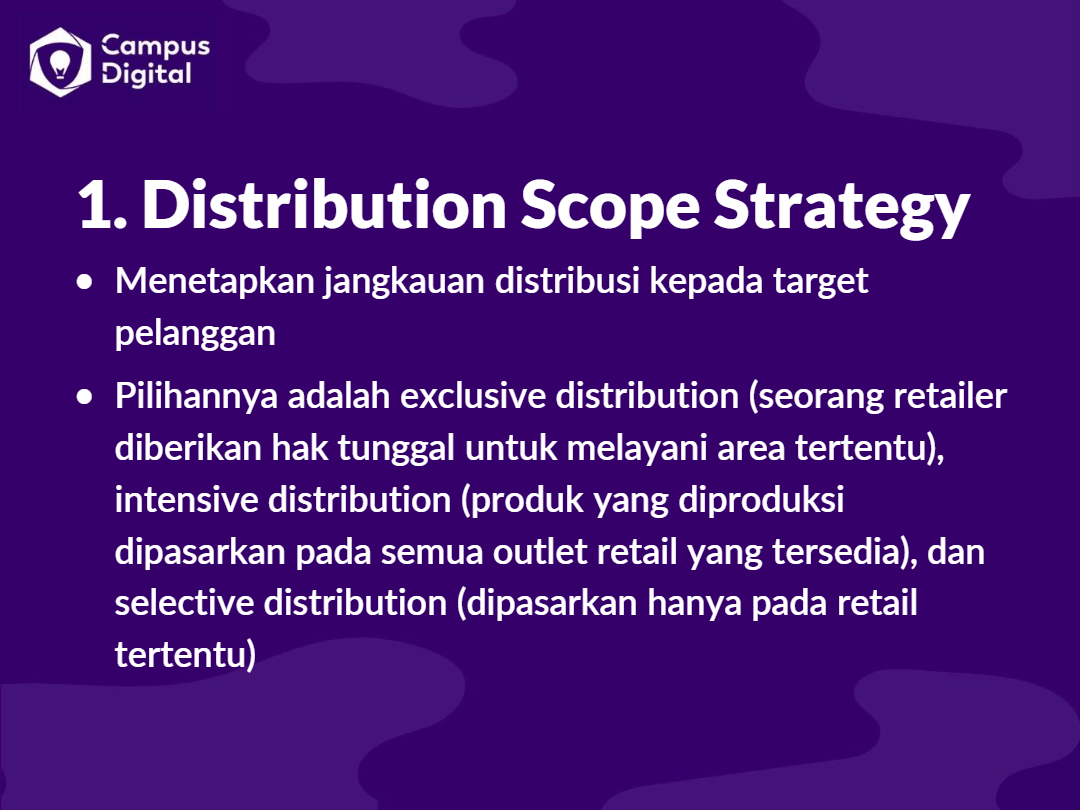 Campus
Digital
1. Distribution Scope Strategy
● Menetapkan jangkauan distribusi kepada target
pelanggan
● Pilihannya adalah exclusive distribution (seorang retailer
diberikan hak tunggal untuk melayani area tertentu),
intensive distribution (produk yang diproduksi
dipasarkan pada semua outlet retail yang tersedia), dan
selective distribution (dipasarkan hanya pada retail
tertentu)